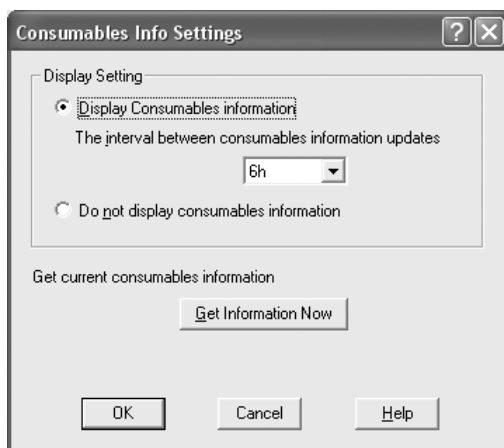 Consumables Info Settings
Display Setting
Display Consumables information
The interval between consumables information updates
6h
Do not display consumables information
Get current consumables information
Get Information Now
OK
Cancel
Help